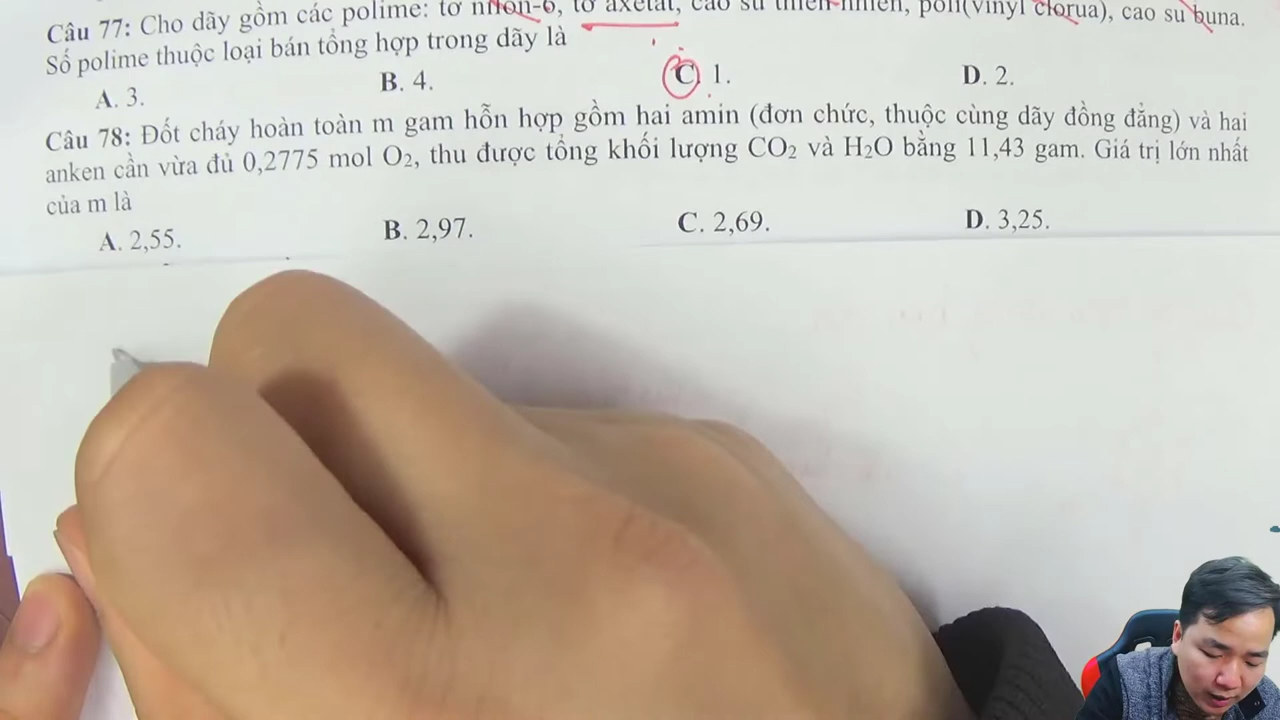 Câu 77: Cho dãy gồm các polime: tơ nilon-6, tơ axetat, cao su thiên nhiên, poli(vinyl clorua), cao su buna.
Số polime thuộc loại bán tổng hợp trong dãy là
A. 3. B. 4. C. 1. D. 2.
Câu 78: Đốt cháy hoàn toàn m gam hỗn hợp gồm hai amin (đơn chức, thuộc cùng dãy đồng đẳng) và hai
anken cần vừa đủ 0,2775 mol O2, thu được tổng khối lượng CO2 và H2O bằng 11,43 gam. Giá trị lớn nhất
của m là
A. 2,55. B. 2,97. C. 2,69. D. 3,25.